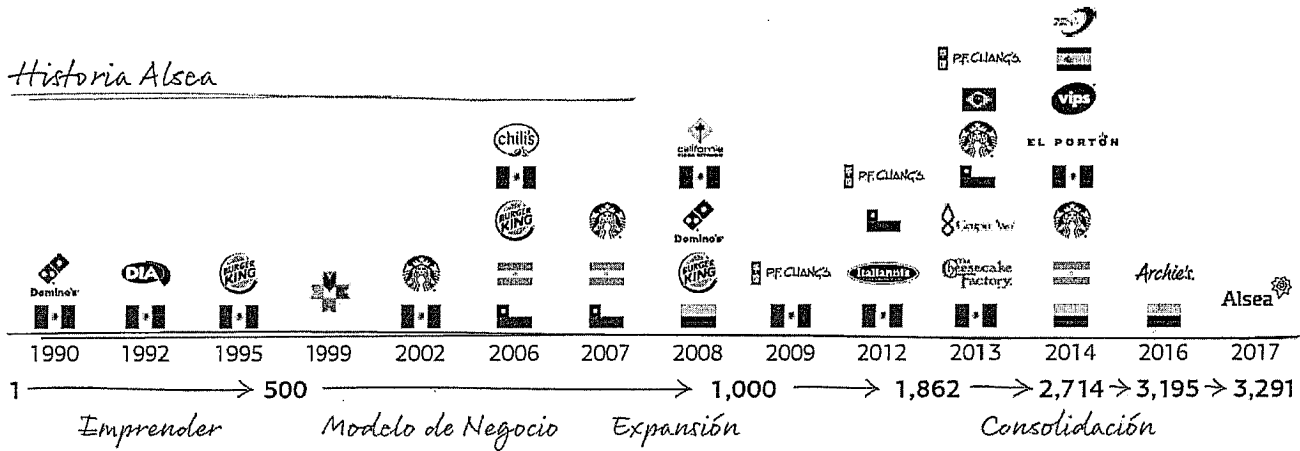 Historia Alsea
Domino's
DIA
BURGER KING
chili's
BURGER KING
california
PIZZA KITCHEN
Domino's
BURGER KING
P.F. CHANG'S
P.F. CHANG'S
Italianni's
P.F. CHANG'S
The Cheesecake Factory
vips
EL PORTÓN
Archie's
Alsea
1990 1992 1995 1999 2002 2006 2007 2008 2009 2012 2013 2014 2016 2017
1 500 1,000 1,862 2,714 3,195 3,291
Emprender Modelo de Negocio Expansión Consolidación